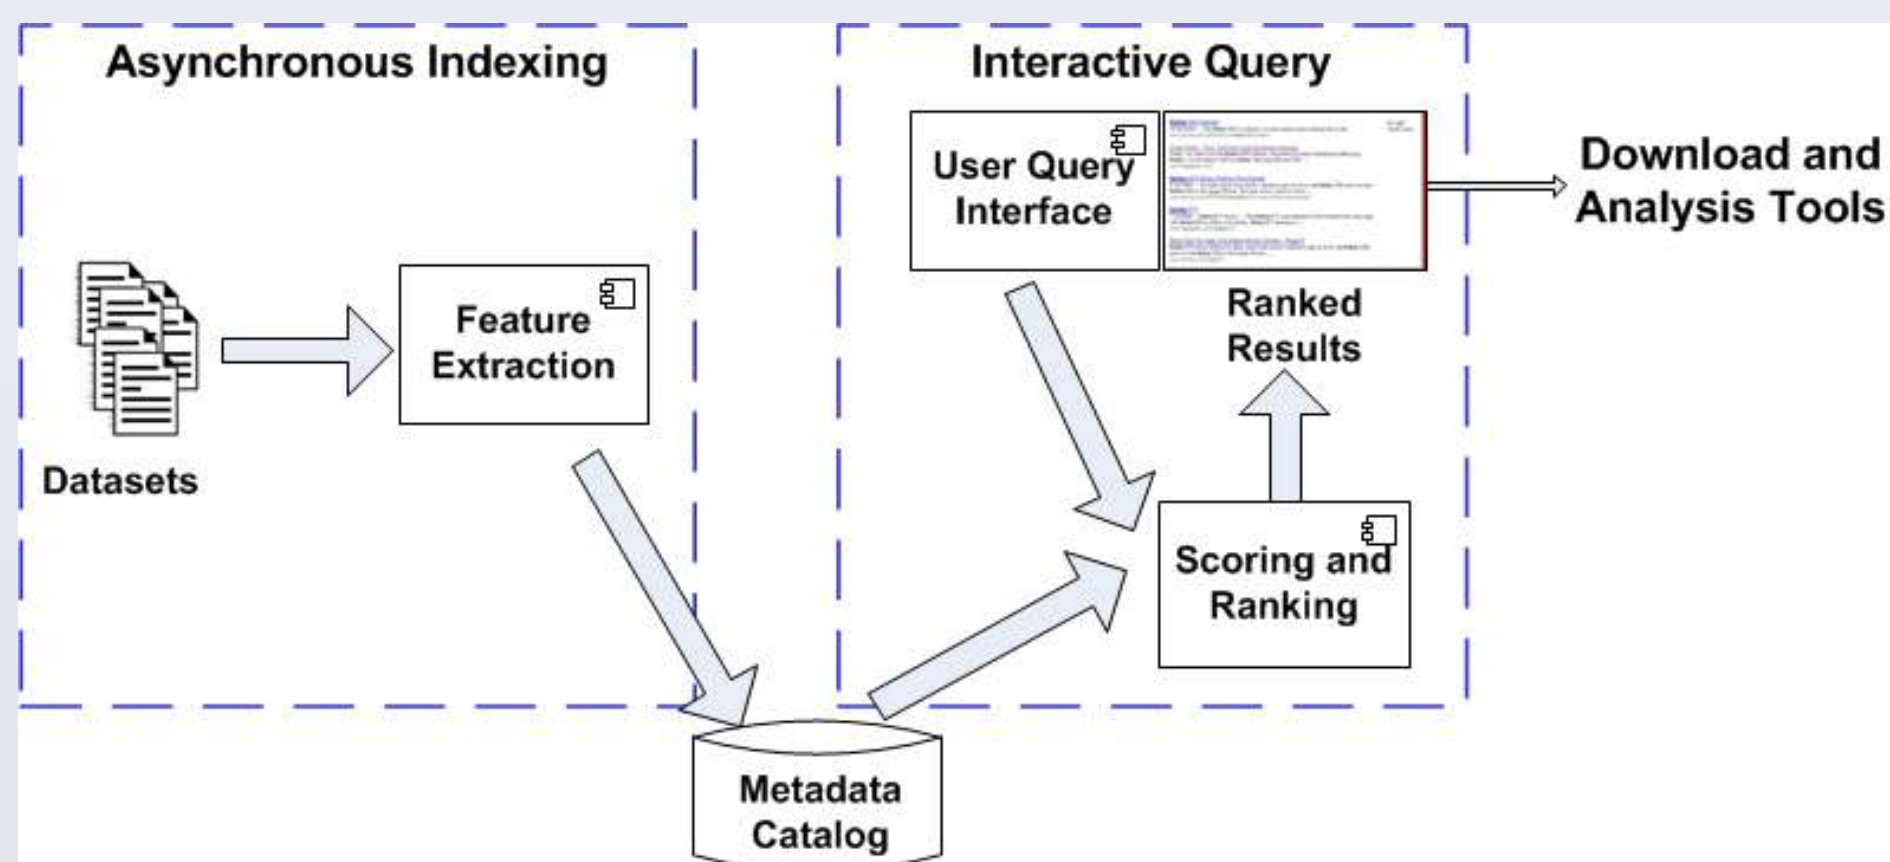 Asynchronous Indexing
Datasets
Feature
Extraction
Metadata
Catalog
Interactive Query
User Query
Interface
Ranked
Results
Scoring and
Ranking
Download and
Analysis Tools